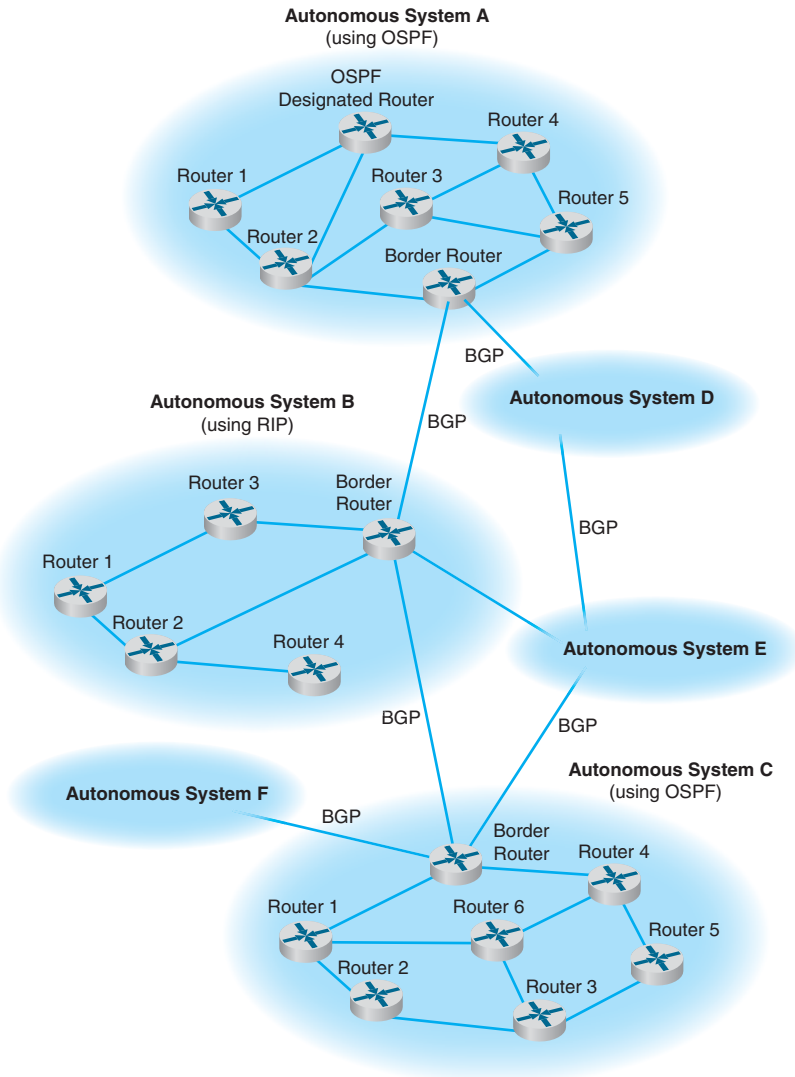 Autonomous System A
(using OSPF)
OSPF
Designated Router
Router 4
Router 1
Router 3
Router 5
Router 2
Border Router
BGP
Autonomous System D
Autonomous System B
(using RIP)
BGP
Router 3
Border
Router
BGP
Router 1
Router 2
Router 4
Autonomous System E
BGP
BGP
Autonomous System C
(using OSPF)
Autonomous System F
BGP
Border
Router
Router 4
Router 1
Router 6
Router 5
Router 2
Router 3